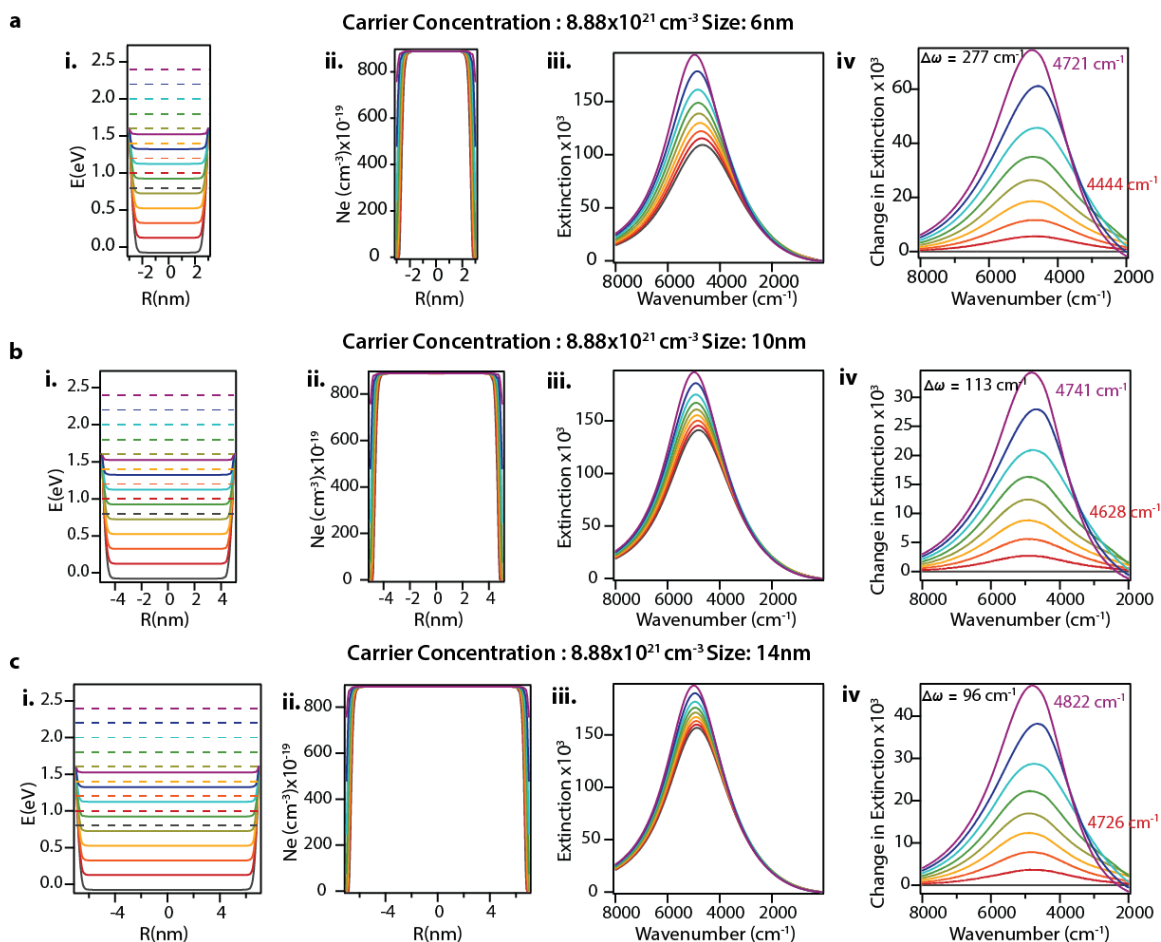 a
Carrier Concentration : 8.88x10²¹ cm⁻³ Size: 6nm
i.
2.5
2.0
1.5
1.0
0.5
0.0
E(eV)
-2 0 2
R(nm)
ii.
800
600
400
200
0
Ne (cm⁻³)x10⁻¹⁹
-2 0 2
R(nm)
iii.
150
100
50
0
Extinction x10³
8000 6000 4000 2000
Wavenumber (cm⁻¹)
iv
Δω = 277 cm⁻¹
4721 cm⁻¹
4444 cm⁻¹
60
40
20
0
Change in Extinction x10³
8000 6000 4000 2000
Wavenumber (cm⁻¹)
b
Carrier Concentration : 8.88x10²¹ cm⁻³ Size: 10nm
i.
2.5
2.0
1.5
1.0
0.5
0.0
E(eV)
-4 -2 0 2 4
R(nm)
ii.
800
600
400
200
0
Ne (cm⁻³)x10⁻¹⁹
-4 -2 0 2 4
R(nm)
iii.
150
100
50
0
Extinction x10³
8000 6000 4000 2000
Wavenumber (cm⁻¹)
iv
Δω = 113 cm⁻¹
4741 cm⁻¹
4628 cm⁻¹
30
25
20
15
10
5
0
Change in Extinction x10³
8000 6000 4000 2000
Wavenumber (cm⁻¹)
c
Carrier Concentration : 8.88x10²¹ cm⁻³ Size: 14nm
i.
2.5
2.0
1.5
1.0
0.5
0.0
E(eV)
-4 0 4
R(nm)
ii.
800
600
400
200
0
Ne (cm⁻³)x10⁻¹⁹
-4 0 4
R(nm)
iii.
150
100
50
0
Extinction x10³
8000 6000 4000 2000
Wavenumber (cm⁻¹)
iv
Δω = 96 cm⁻¹
4822 cm⁻¹
4726 cm⁻¹
40
30
20
10
0
Change in Extinction x10³
8000 6000 4000 2000
Wavenumber (cm⁻¹)